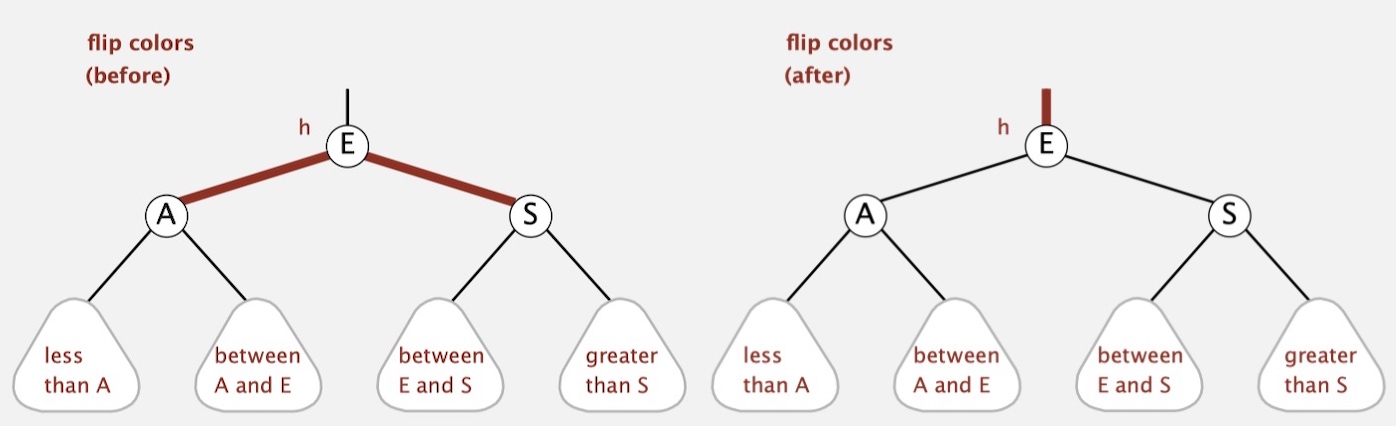 flip colors
(before)
h
E
A
S
less
than A
between
A and E
between
E and S
greater
than S
flip colors
(after)
h
E
A
S
less
than A
between
A and E
between
E and S
greater
than S